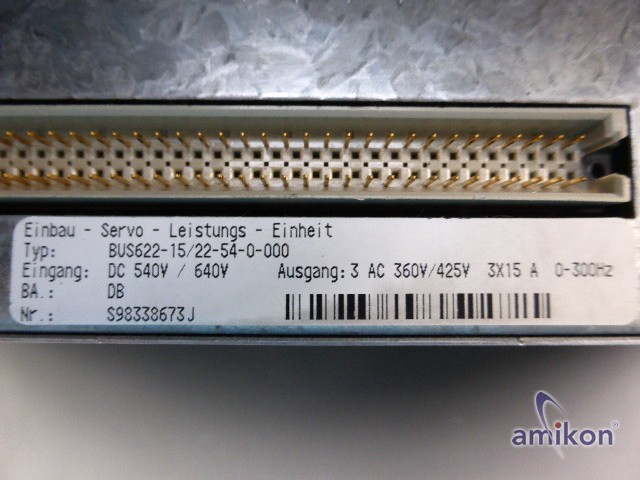 Einbau - Servo - Leistungs - Einheit
Typ: BUS622-15/22-54-0-000
Eingang: DC 540V / 640V Ausgang: 3 AC 360V/425V 3X15 A 0-300Hz
BA.: DB
Nr.: S98338673J
amikon